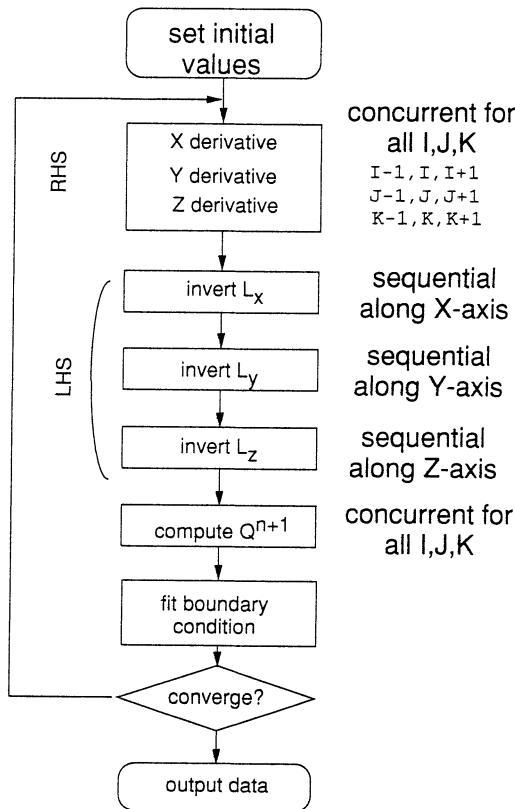 set initial
values
concurrent for
all I,J,K
I-1,I,I+1
J-1,J,J+1
K-1,K,K+1
RHS
X derivative
Y derivative
Z derivative
LHS
invert Lx
sequential
along X-axis
invert Ly
sequential
along Y-axis
invert Lz
sequential
along Z-axis
compute Qn+1
concurrent for
all I,J,K
fit boundary
condition
converge?
output data